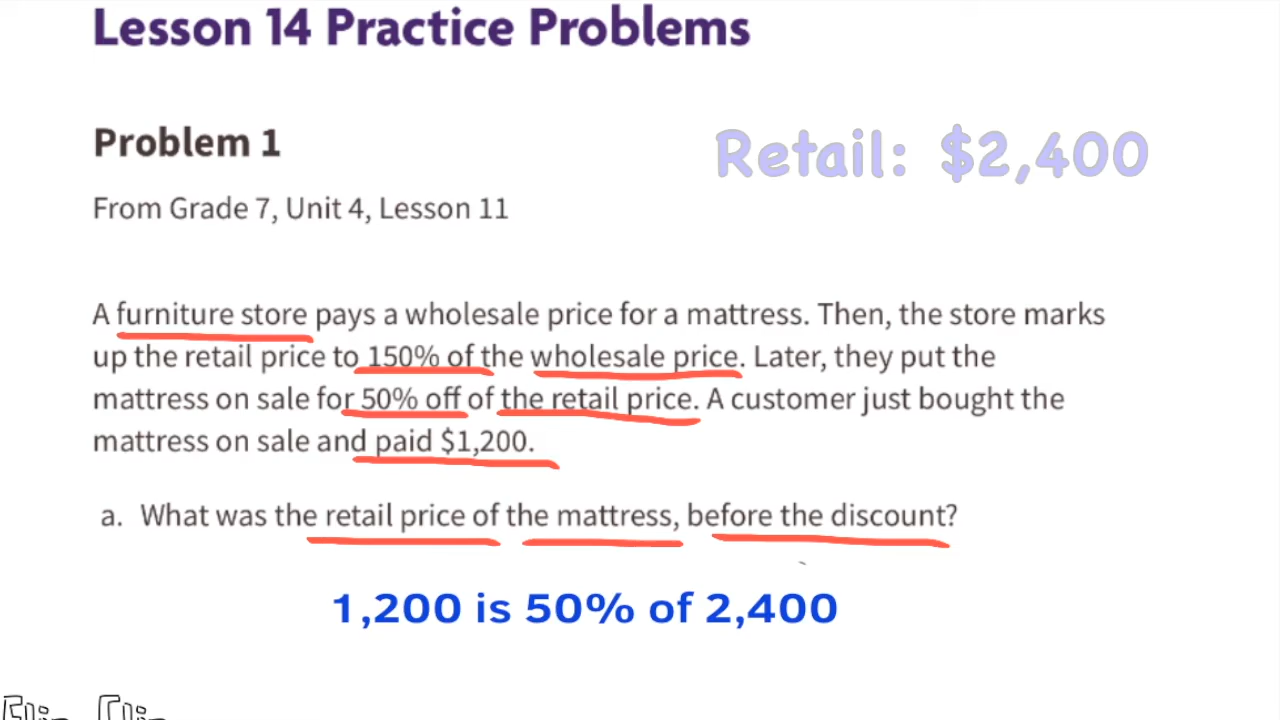 Lesson 14 Practice Problems
Problem 1
Retail: $2,400
From Grade 7, Unit 4, Lesson 11
A furniture store pays a wholesale price for a mattress. Then, the store marks
up the retail price to 150% of the wholesale price. Later, they put the
mattress on sale for 50% off of the retail price. A customer just bought the
mattress on sale and paid $1,200.
a. What was the retail price of the mattress, before the discount?
1,200 is 50% of 2,400